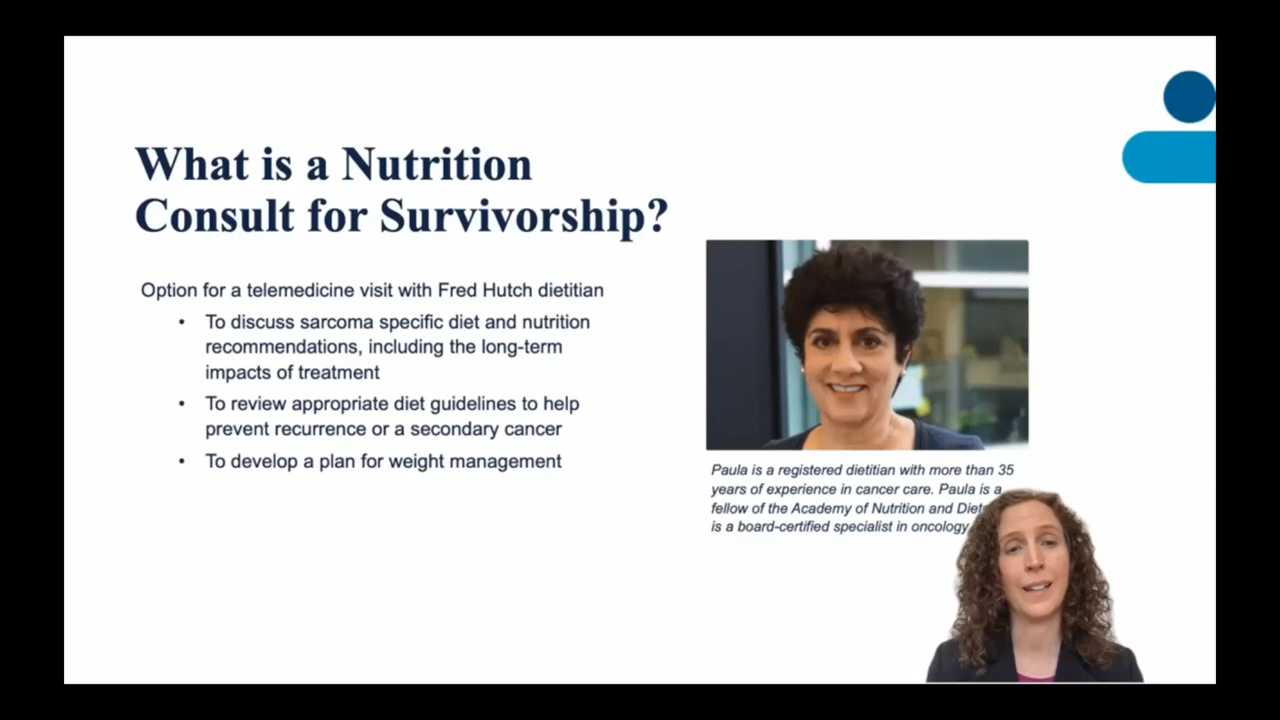 What is a Nutrition
Consult for Survivorship?
Option for a telemedicine visit with Fred Hutch dietitian
• To discuss sarcoma specific diet and nutrition
recommendations, including the long-term
impacts of treatment
• To review appropriate diet guidelines to help
prevent recurrence or a secondary cancer
• To develop a plan for weight management
Paula is a registered dietitian with more than 35
years of experience in cancer care. Paula is a
fellow of the Academy of Nutrition and
is a board-certified specialist in oncology